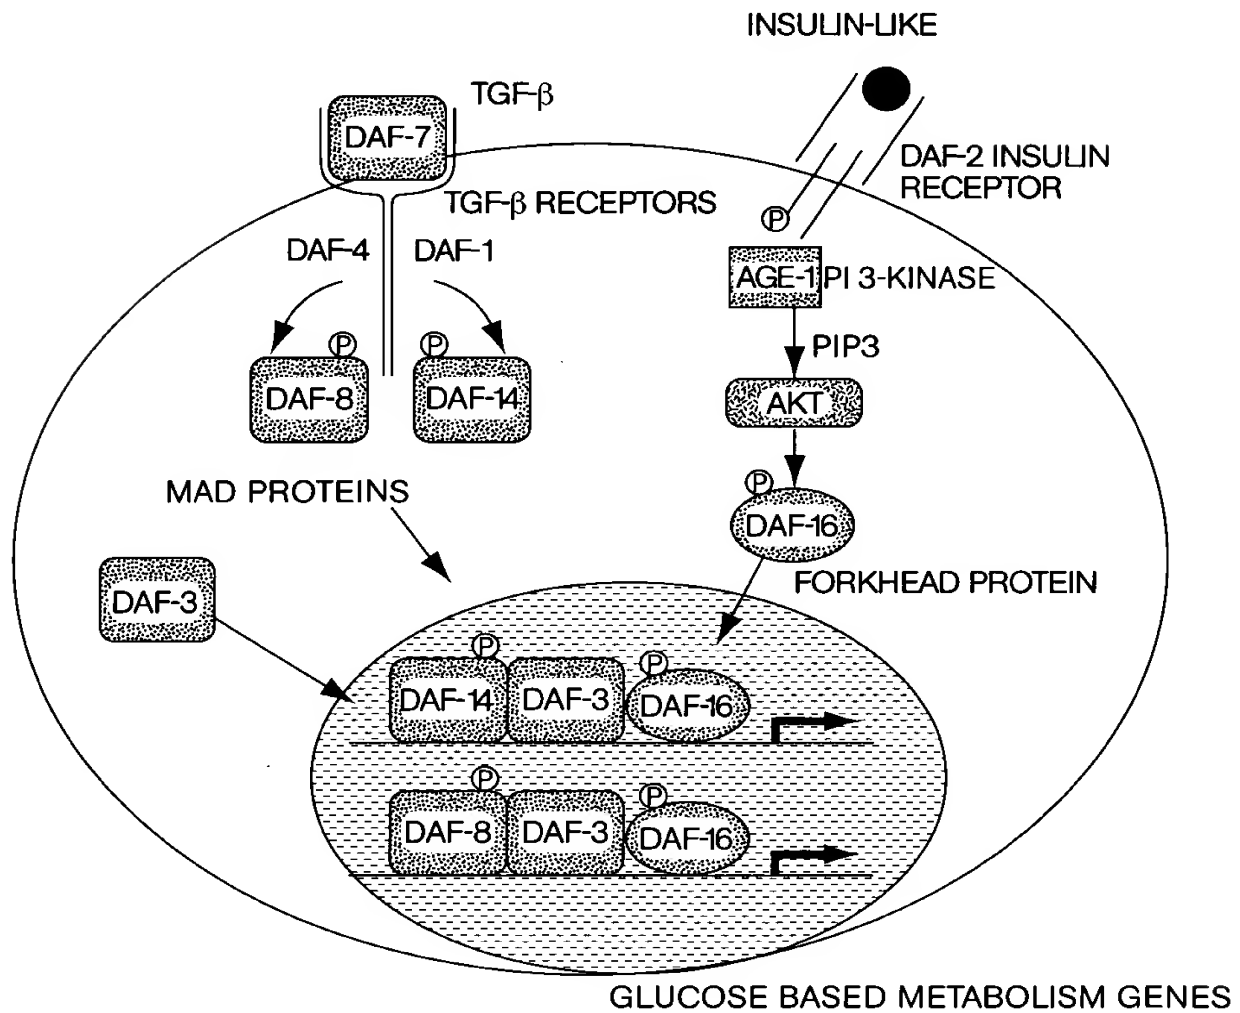 INSULIN-LIKE
TGF-β
DAF-7
DAF-2 INSULIN
RECEPTOR
TGF-β RECEPTORS
P
DAF-4
DAF-1
AGE-1
PI 3-KINASE
P
P
PIP3
DAF-8
DAF-14
AKT
P
MAD PROTEINS
DAF-16
FORKHEAD PROTEIN
DAF-3
P
P
DAF-14
DAF-3
DAF-16
P
P
DAF-8
DAF-3
DAF-16
GLUCOSE BASED METABOLISM GENES